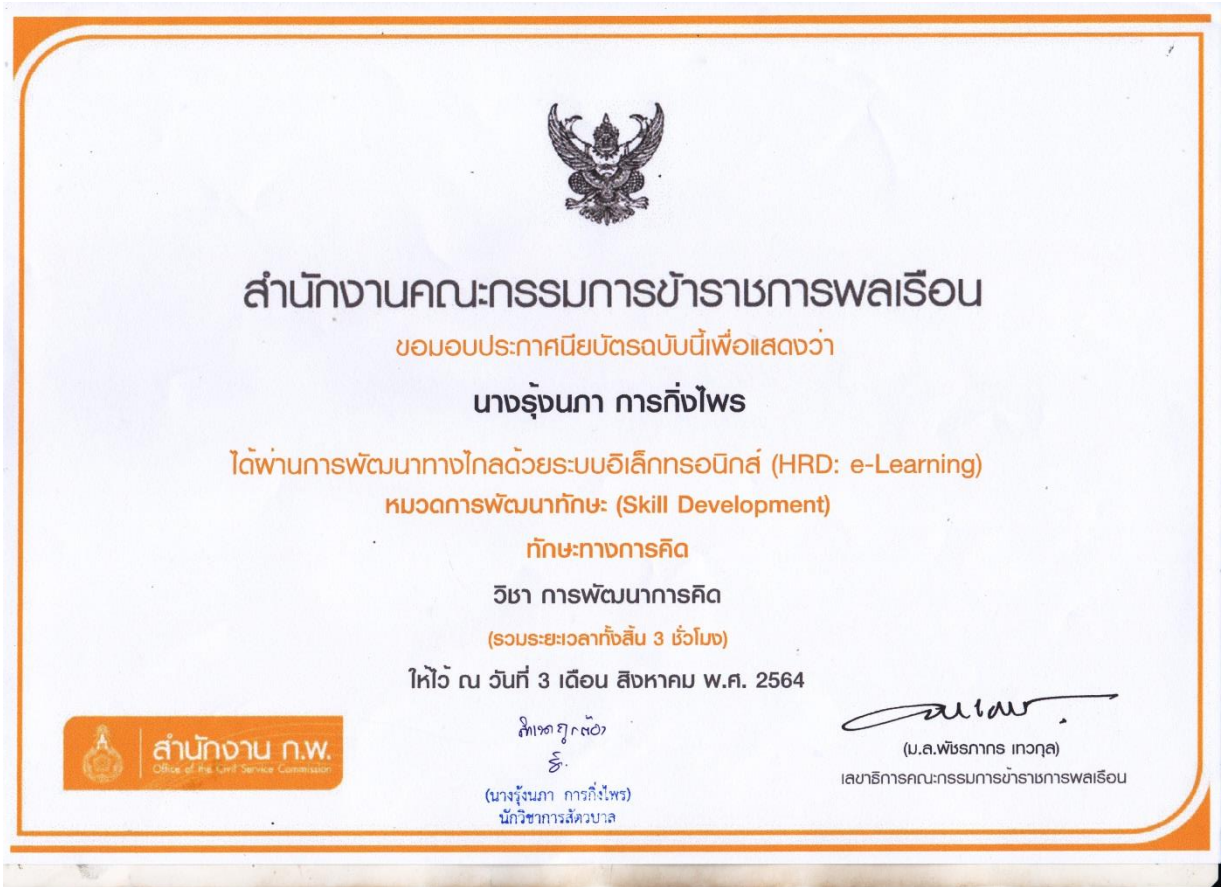 สำนักงานคณะกรรมการข้าราชการพลเรือน
ขอมอบประกาศนียบัตรฉบับนี้เพื่อแสดงว่า
นางรุ้งนภา การกิ่งไพร
ได้ผ่านการพัฒนาทางไกลด้วยระบบอิเล็กทรอนิกส์ (HRD: e-Learning)
หมวดการพัฒนาทักษะ (Skill Development)
ทักษะทางการคิด
วิชา การพัฒนาการคิด
(รวมระยะเวลาทั้งสิ้น 3 ชั่วโมง)
ให้ไว้ ณ วันที่ 3 เดือน สิงหาคม พ.ศ. 2564
สำนักงาน ก.พ.
Office of the Civil Service Commission
สำเนาถูกต้อง
(นางรุ้งนภา การกิ่งไพร)
นักวิชาการสัตวบาล
(ม.ล.พัชรภากร เทวกุล)
เลขาธิการคณะกรรมการข้าราชการพลเรือน